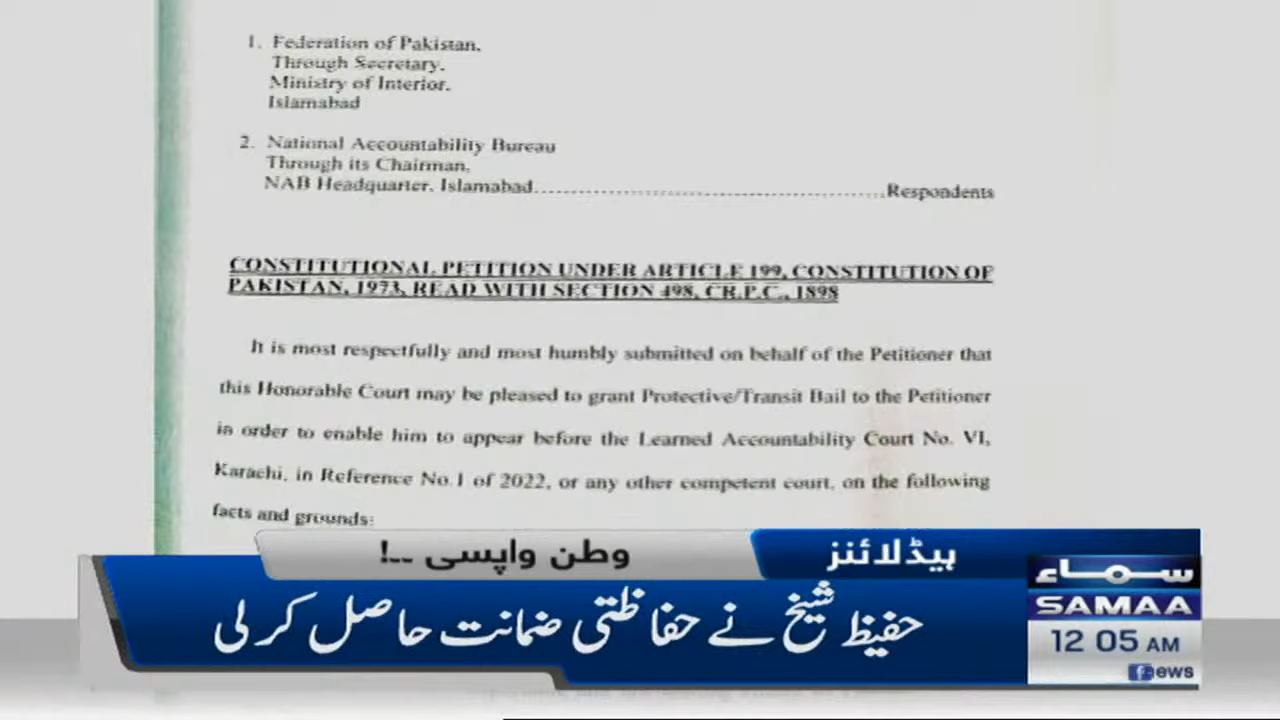 1. Federation of Pakistan,
Through Secretary,
Ministry of Interior,
Islamabad
2. National Accountability Bureau
Through its Chairman,
NAB Headquarter, Islamabad.......................................................Respondents
CONSTITUTIONAL PETITION UNDER ARTICLE 199, CONSTITUTION OF
PAKISTAN, 1973, READ WITH SECTION 498, CR.P.C., 1898
It is most respectfully and most humbly submitted on behalf of the Petitioner that
this Honorable Court may be pleased to grant Protective/Transit Bail to the Petitioner
in order to enable him to appear before the Learned Accountability Court No. VI,
Karachi, in Reference No.1 of 2022, or any other competent court, on the following
facts and grounds:
ہیڈلائنز
وطن واپسی ..!
حفیظ شیخ نے حفاظتی ضمانت حاصل کرلی
سماء
SAMAA
12 05 AM
news